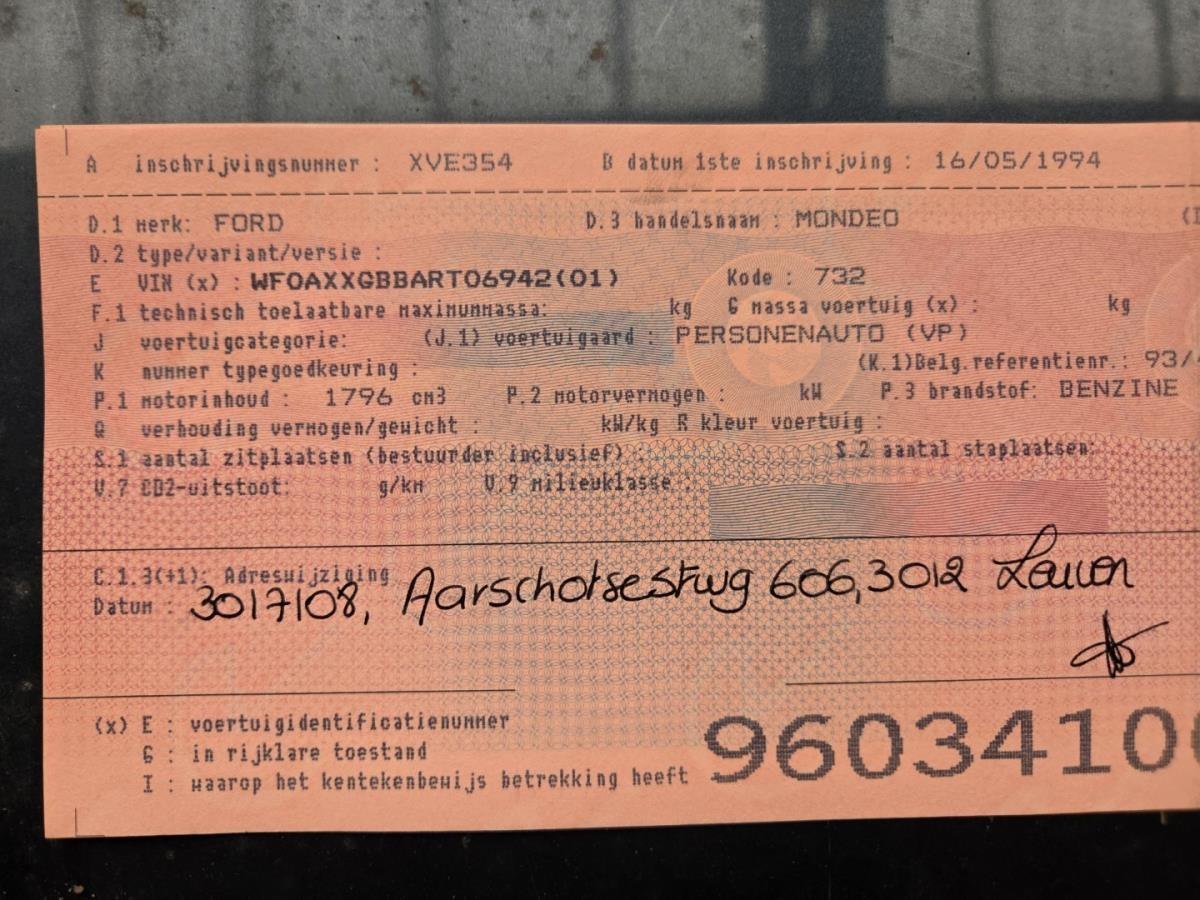 A inschrijvingsnummer : XVE354 B datum 1ste inschrijving : 16/05/1994
D.1 merk: FORD D.3 handelsnaam : MONDEO
D.2 type/variant/versie :
E VIN (x) : WF0AXXGBBART06942(01) Kode : 732
F.1 technisch toelaatbare maximummassa: kg G massa voertuig (x) : kg
J voertuigcategorie: (J.1) voertuigaard : PERSONENAUTO (VP)
K nummer typegoedkeuring : (K.1)Belg.referentienr.: 93/
P.1 motorinhoud : 1796 cm3 P.2 motorvermogen : kW P.3 brandstof: BENZINE
Q verhouding vermogen/gewicht : kW/kg R kleur voertuig :
S.1 aantal zitplaatsen (bestuurder inclusief) : S.2 aantal staplaatsen:
V.7 CO2-uitstoot: g/km V.9 milieuklasse :
C.1.3(+1): Adreswijziging
Datum : 30/7/08, Aarschotsestwg 606, 3012 Leuven
(x) E : voertuigidentificatienummer
G : in rijklare toestand
I : waarop het kentekenbewijs betrekking heeft
9603410